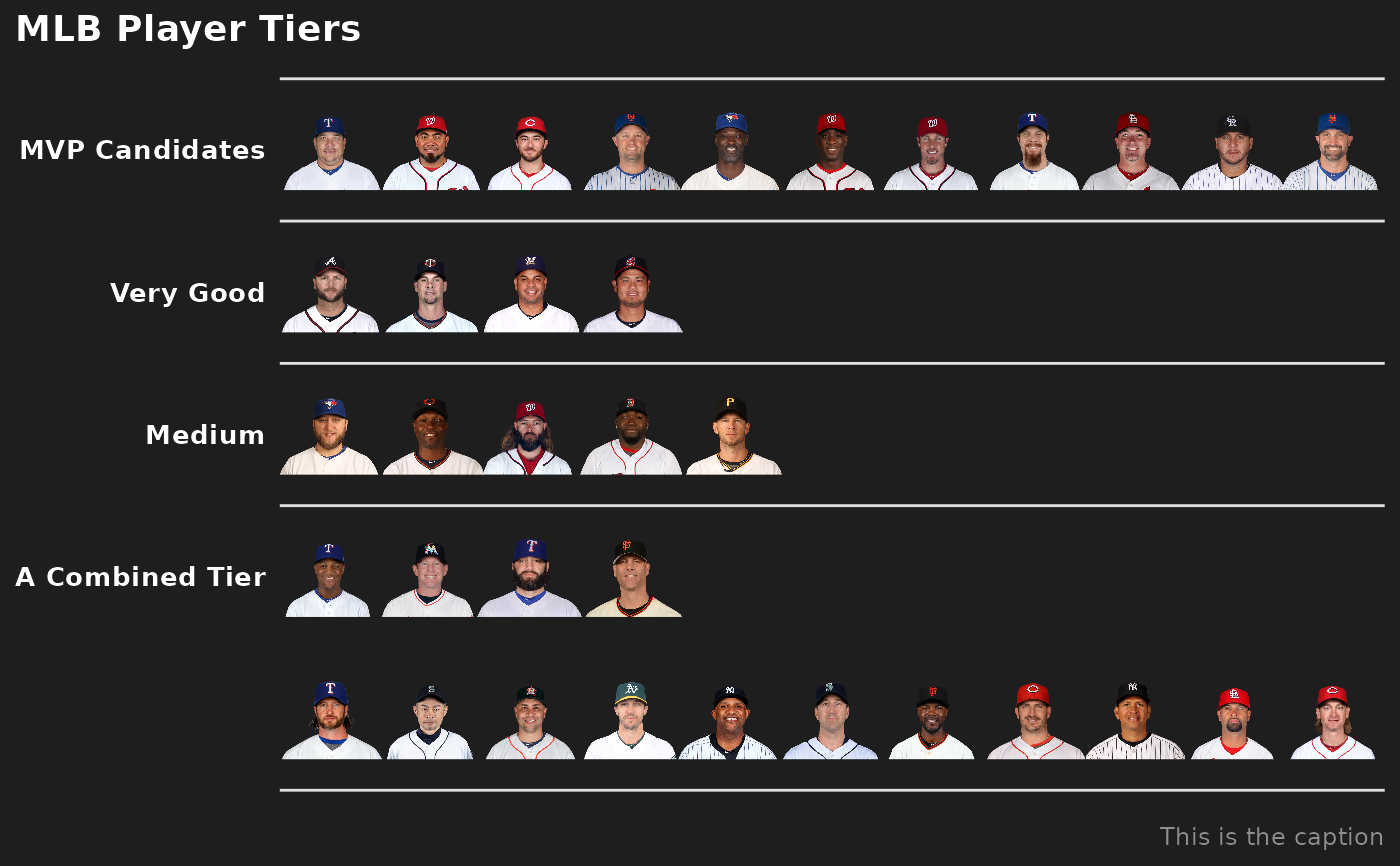 MLB Player Tiers
MVP Candidates
Very Good
Medium
A Combined Tier
This is the caption